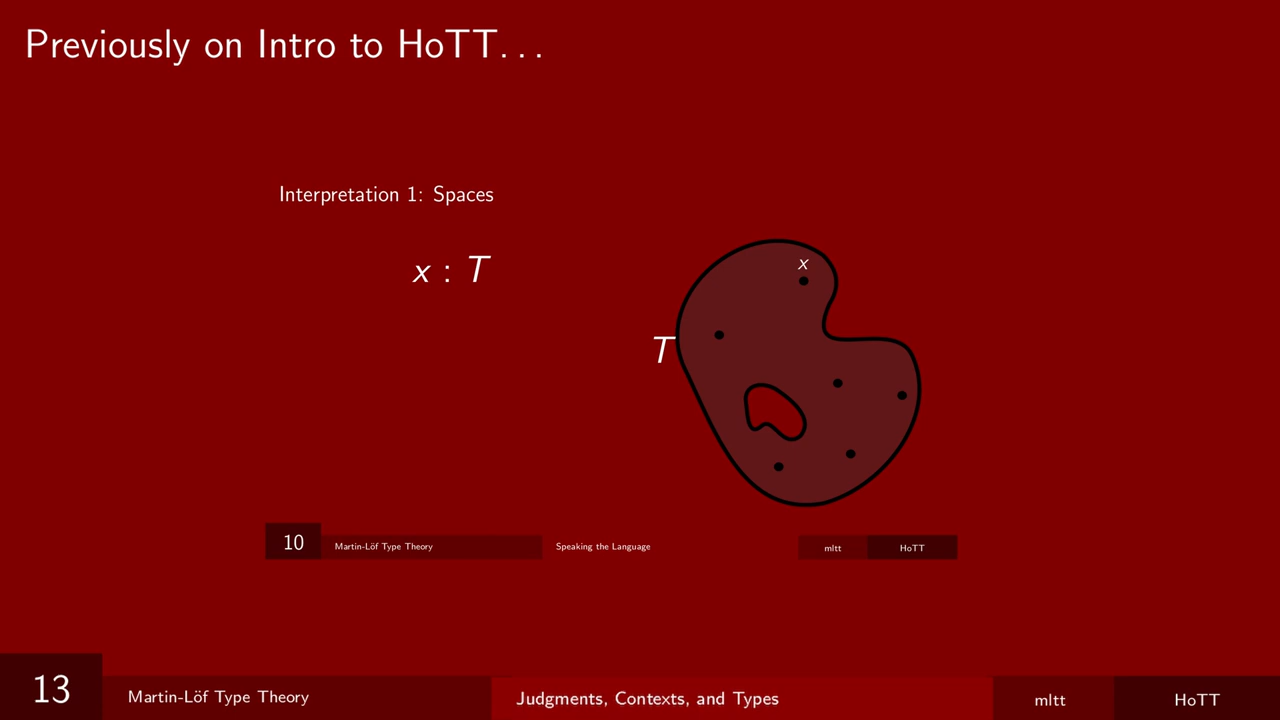 Previously on Intro to HoTT...
Interpretation 1: Spaces
x : T
x
T
10
Martin-Löf Type Theory
Speaking the Language
mltt
HoTT
13
Martin-Löf Type Theory
Judgments, Contexts, and Types
mltt
HoTT